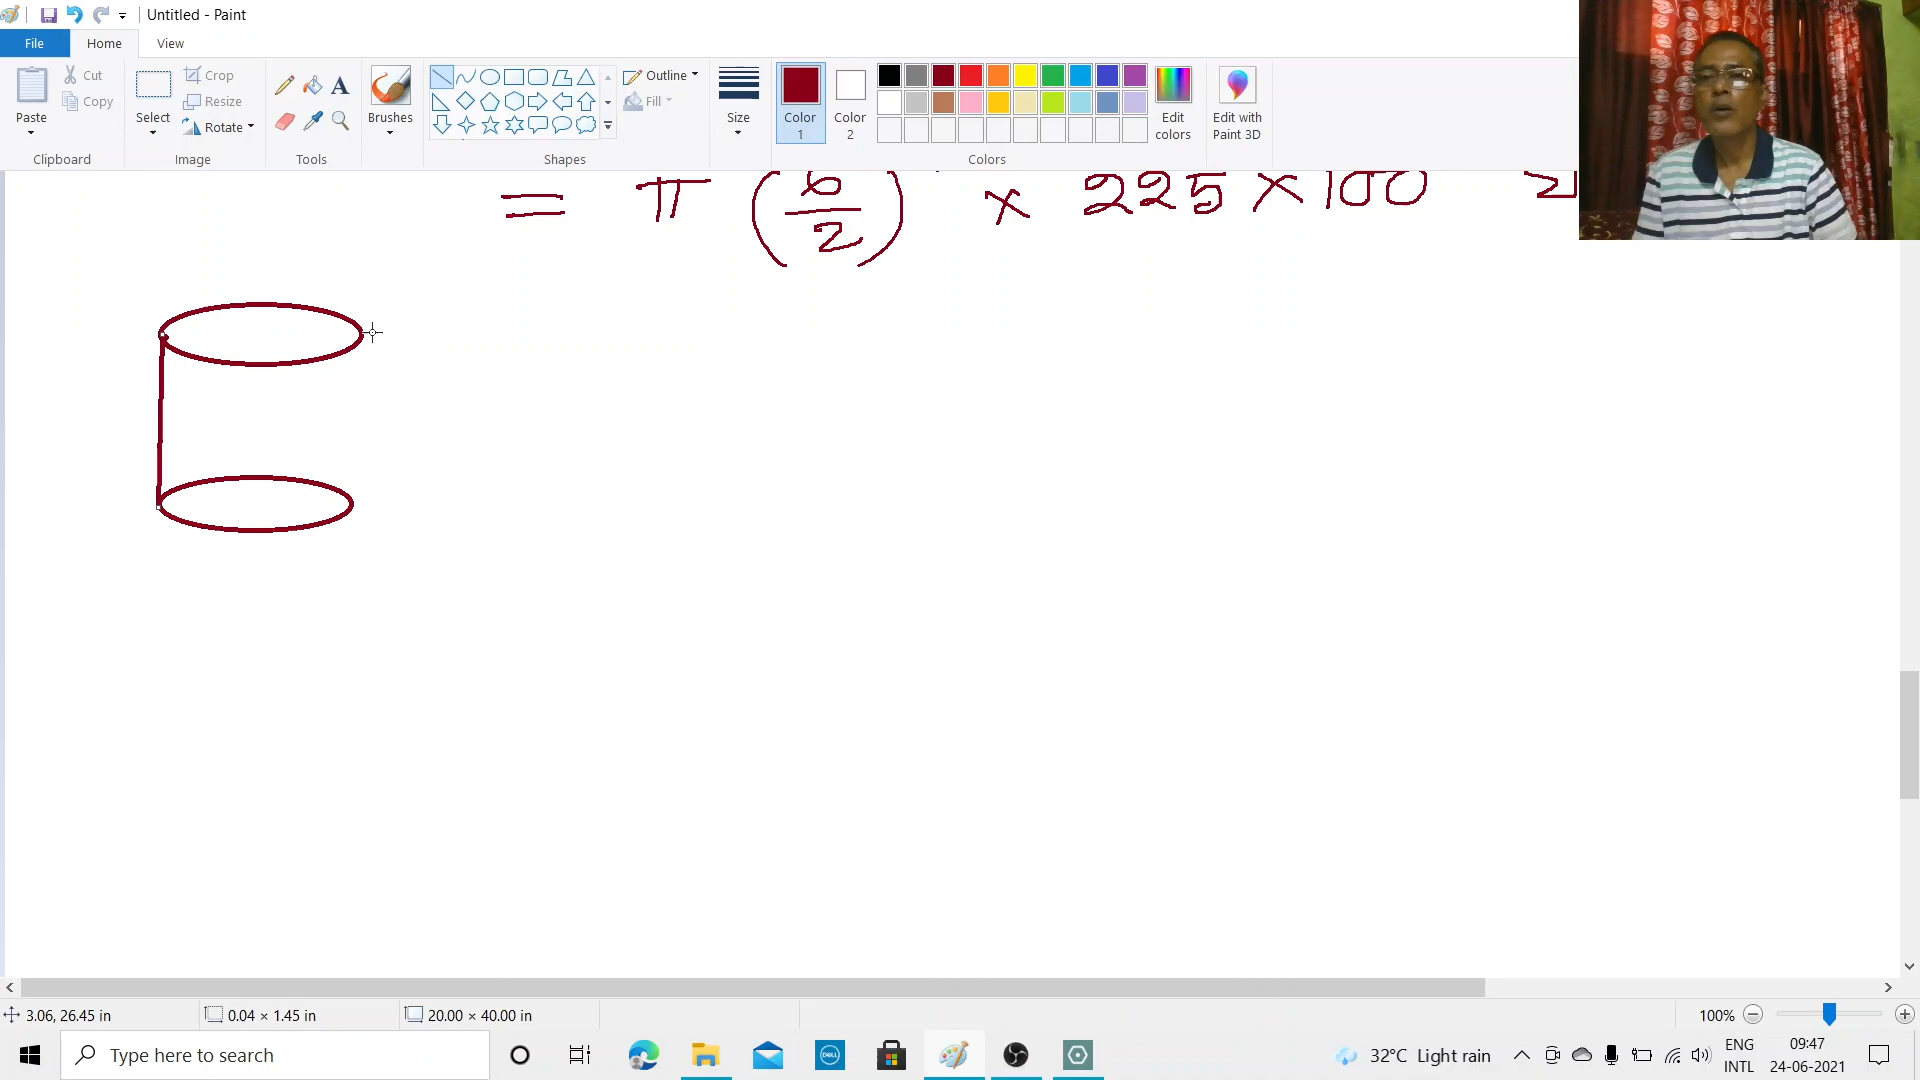 Untitled - Paint
File Home View
Paste
Cut
Copy
Clipboard
Select
Crop
Resize
Rotate
Image
Tools
Brushes
Shapes
Outline
Fill
Size
Color 1
Color 2
Colors
Edit colors
Edit with Paint 3D
= π (6/2) × 225 × 100
3.06, 26.45 in 0.04 × 1.45 in 20.00 × 40.00 in 100%
Type here to search
DELL
32°C Light rain
ENG
INTL
09:47
24-06-2021